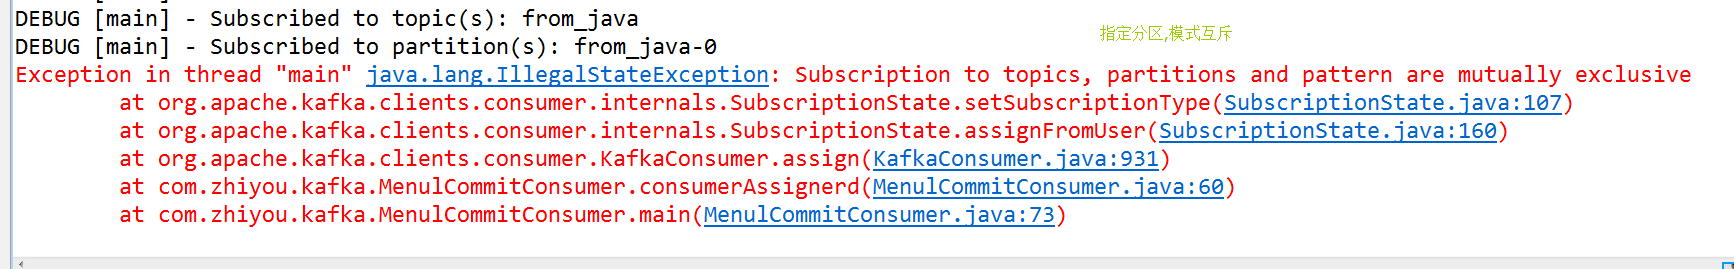 DEBUG [main] - Subscribed to topic(s): from_java
指定分区,模式互斥
DEBUG [main] - Subscribed to partition(s): from_java-0
Exception in thread "main" java.lang.IllegalStateException: Subscription to topics, partitions and pattern are mutually exclusive
at org.apache.kafka.clients.consumer.internals.SubscriptionState.setSubscriptionType(SubscriptionState.java:107)
at org.apache.kafka.clients.consumer.internals.SubscriptionState.assignFromUser(SubscriptionState.java:160)
at org.apache.kafka.clients.consumer.KafkaConsumer.assign(KafkaConsumer.java:931)
at com.zhiyou.kafka.MenulCommitConsumer.consumerAssignerd(MenulCommitConsumer.java:60)
at com.zhiyou.kafka.MenulCommitConsumer.main(MenulCommitConsumer.java:73)